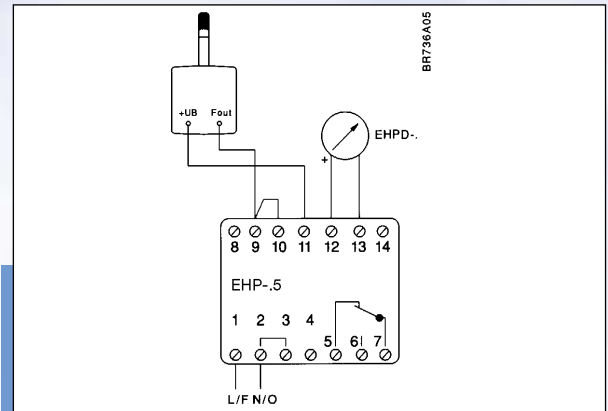 BR736A05
+UB Fout
EHPD-.
+
8 9 10 11 12 13 14
EHP-.5
1 2 3 4
5 6 7
L/F N/O